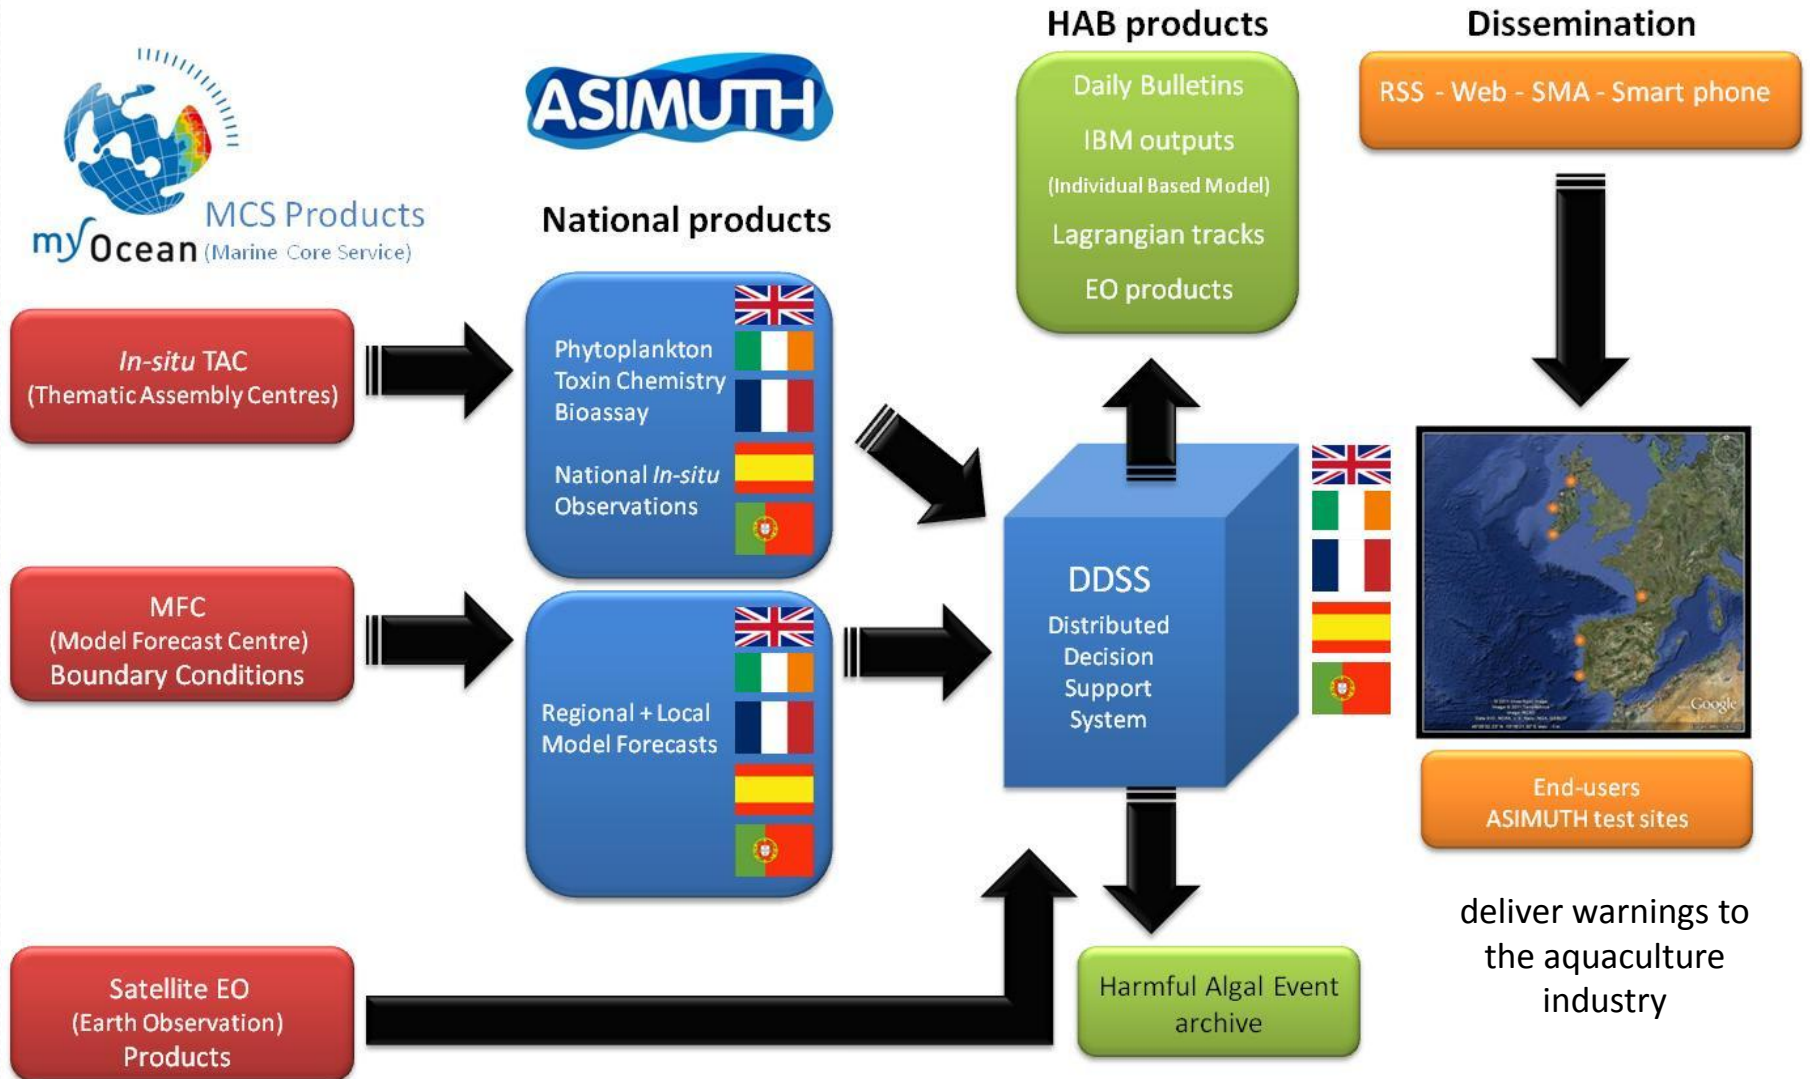 HAB products
Dissemination
my Ocean
MCS Products
(Marine Core Service)
ASIMUTH
National products
Daily Bulletins
IBM outputs
(Individual Based Model)
Lagrangian tracks
EO products
RSS - Web - SMA - Smart phone
In-situ TAC
(Thematic Assembly Centres)
Phytoplankton
Toxin Chemistry
Bioassay
National In-situ
Observations
MFC
(Model Forecast Centre)
Boundary Conditions
Regional + Local
Model Forecasts
DDSS
Distributed
Decision
Support
System
Google
End-users
ASIMUTH test sites
deliver warnings to
the aquaculture
industry
Satellite EO
(Earth Observation)
Products
Harmful Algal Event
archive